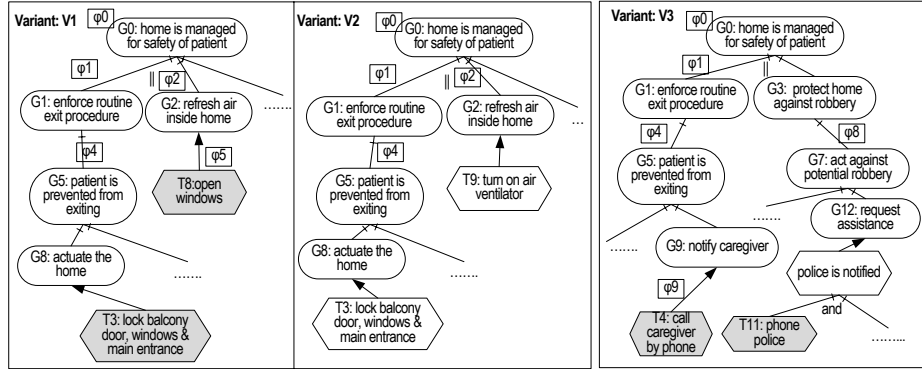 Variant: V1
φ0
G0: home is managed
for safety of patient
φ1
||
φ2
G1: enforce routine
exit procedure
G2: refresh air
inside home
.......
φ4
φ5
G5: patient is
prevented from
exiting
T8:open
windows
G8: actuate the
home
.......
T3: lock balcony
door, windows &
main entrance
Variant: V2
φ0
G0: home is managed
for safety of patient
φ1
||
φ2
G1: enforce routine
exit procedure
G2: refresh air
inside home
...
φ4
G5: patient is
prevented from
exiting
T9: turn on air
ventilator
G8: actuate the
home
.......
T3: lock balcony
door, windows &
main entrance
Variant: V3
φ0
G0: home is managed
for safety of patient
φ1
||
G1: enforce routine
exit procedure
G3: protect home
against robbery
φ4
φ8
G5: patient is
prevented from
exiting
G7: act against
potential robbery
.......
G12: request
assistance
.......
G9: notify caregiver
police is notified
φ9
and
T4: call
caregiver
by phone
T11: phone
police
.........